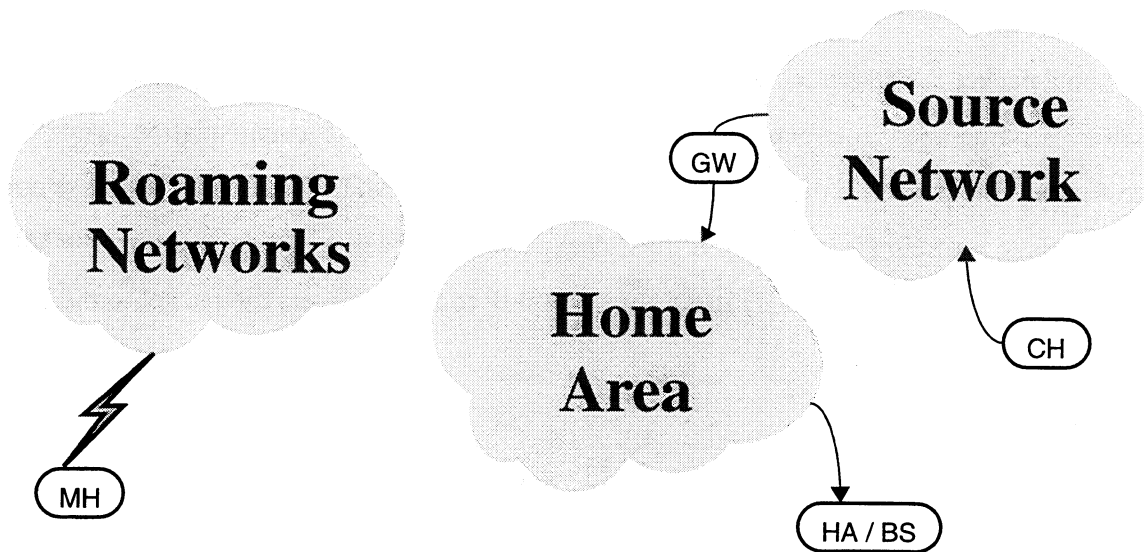 Roaming
Networks
MH
GW
Source
Network
Home
Area
CH
HA / BS